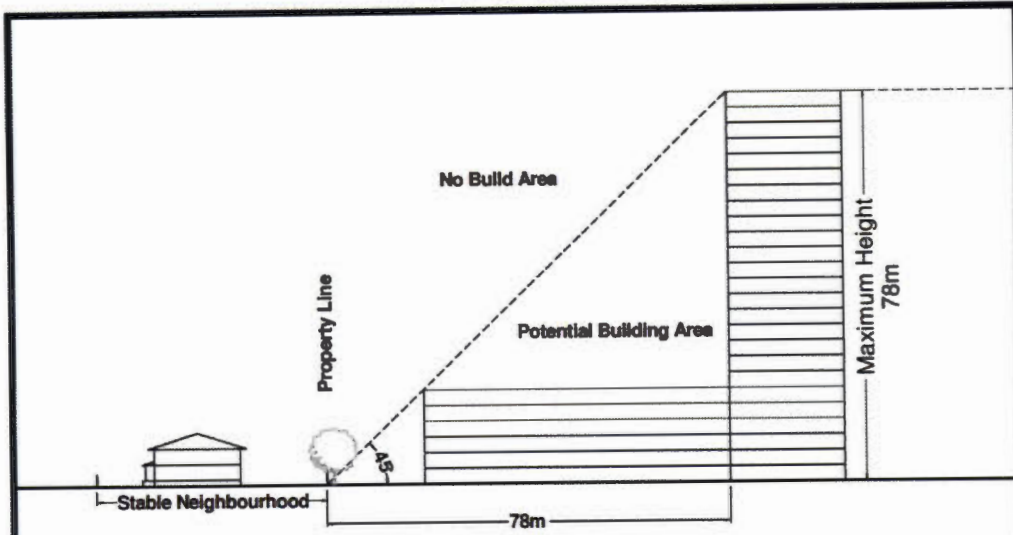 No Build Area
Property Line
Potential Building Area
Maximum Height
78m
45
Stable Neighbourhood
78m